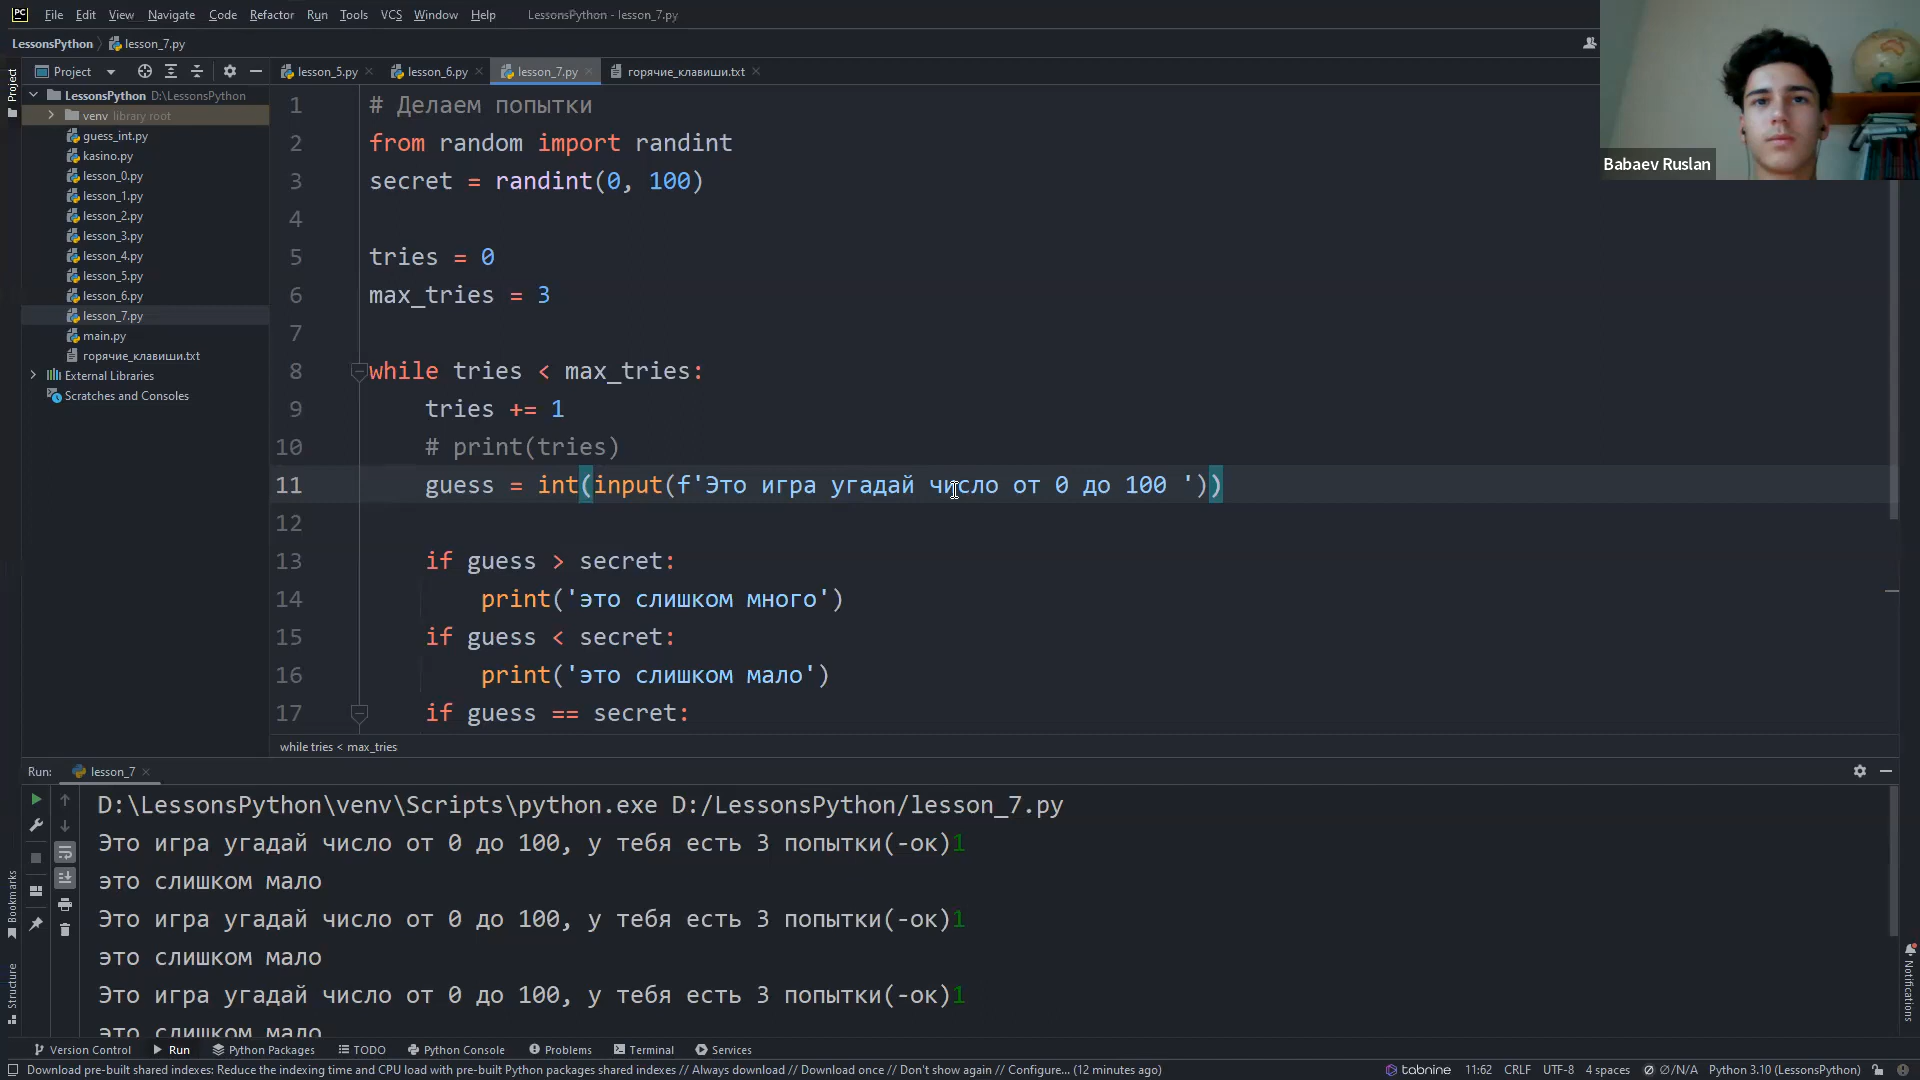 File Edit View Navigate Code Refactor Run Tools VCS Window Help LessonsPython - lesson_7.py
LessonsPython lesson_7.py
Project lesson_5.py lesson_6.py lesson_7.py горячие_клавиши.txt
Project
LessonsPython D:\LessonsPython
venv library root
guess_int.py
kasino.py
lesson_0.py
lesson_1.py
lesson_2.py
lesson_3.py
lesson_4.py
lesson_5.py
lesson_6.py
lesson_7.py
main.py
горячие_клавиши.txt
External Libraries
Scratches and Consoles
1 # Делаем попытки
2 from random import randint
3 secret = randint(0, 100)
4
5 tries = 0
6 max_tries = 3
7
8 while tries < max_tries:
9 tries += 1
10 # print(tries)
11 guess = int(input(f'Это игра угадай число от 0 до 100 '))
12
13 if guess > secret:
14 print('это слишком много')
15 if guess < secret:
16 print('это слишком мало')
17 if guess == secret:
while tries < max_tries
Babaev Ruslan
Run: lesson_7
D:\LessonsPython\venv\Scripts\python.exe D:/LessonsPython/lesson_7.py
Это игра угадай число от 0 до 100, у тебя есть 3 попытки(-ок)1
это слишком мало
Это игра угадай число от 0 до 100, у тебя есть 3 попытки(-ок)1
это слишком мало
Это игра угадай число от 0 до 100, у тебя есть 3 попытки(-ок)1
это слишком мало
Bookmarks
Structure
Notifications
Version Control Run Python Packages TODO Python Console Problems Terminal Services
Download pre-built shared indexes: Reduce the indexing time and CPU load with pre-built Python packages shared indexes // Always download // Download once // Don't show again // Configure... (12 minutes ago) tabnine 11:62 CRLF UTF-8 4 spaces ∅/N/A Python 3.10 (LessonsPython)